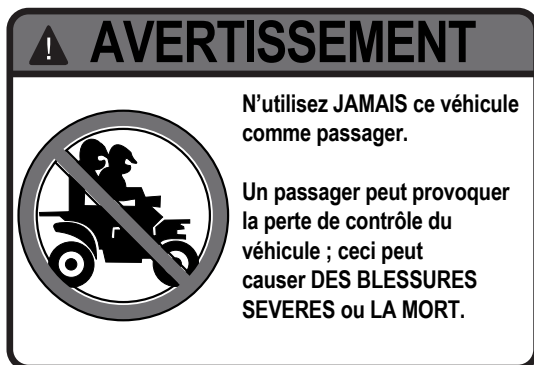 AVERTISSEMENT
N’utilisez JAMAIS ce véhicule
comme passager.
Un passager peut provoquer
la perte de contrôle du
véhicule ; ceci peut
causer DES BLESSURES
SEVERES ou LA MORT.